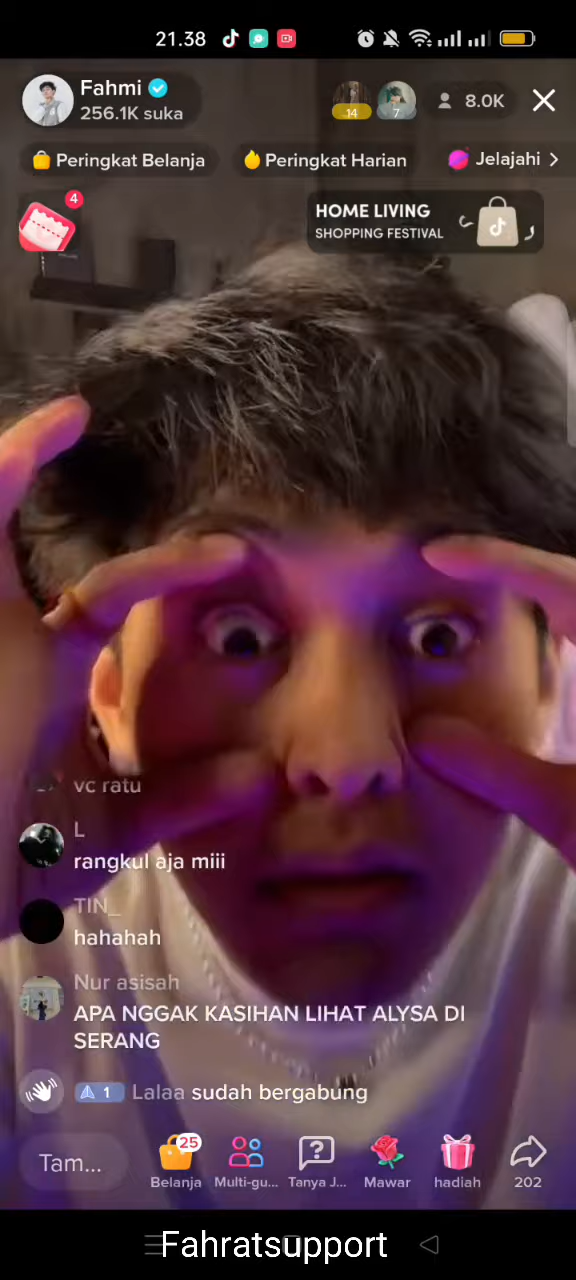 21.38
Fahmi
256.1K suka
14
7
8.0K
Peringkat Belanja
Peringkat Harian
Jelajahi
4
HOME LIVING
SHOPPING FESTIVAL
vc ratu
L
rangkul aja miii
TIN_
hahahah
Nur asisah
APA NGGAK KASIHAN LIHAT ALYSA DI
SERANG
1 Lalaa sudah bergabung
Tam...
25
Belanja
Multi-gu...
Tanya J...
Mawar
hadiah
202
Fahratsupport